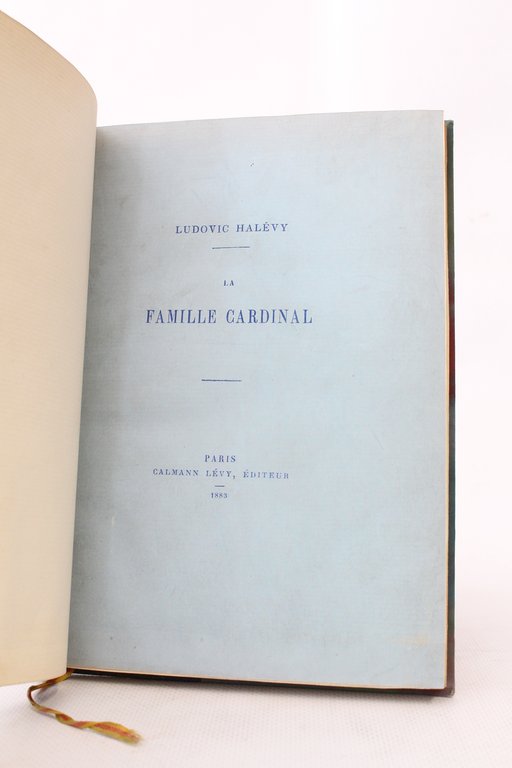 LUDOVIC HALÉVY
LA
FAMILLE CARDINAL
PARIS
CALMANN LÉVY, ÉDITEUR
1883